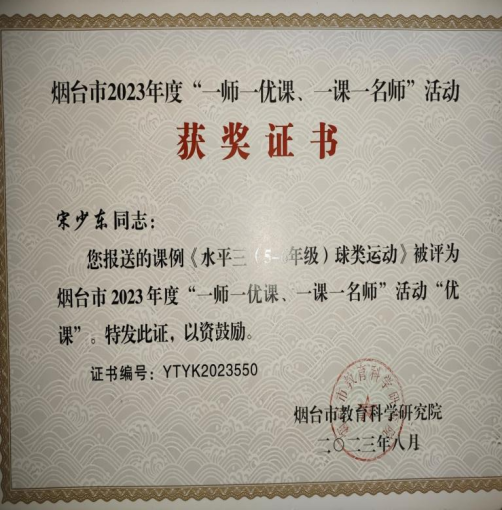 烟台市2023年度“一师一优课、一课一名师”活动
获奖证书
宋少东同志：
您报送的课例《水平三（5-年级）球类运动》被评为
烟台市2023年度“一师一优课、一课一名师”活动“优
课”。特发此证，以资鼓励。
证书编号：YTYK2023550
烟台市教育科学研究院
二〇二三年八月